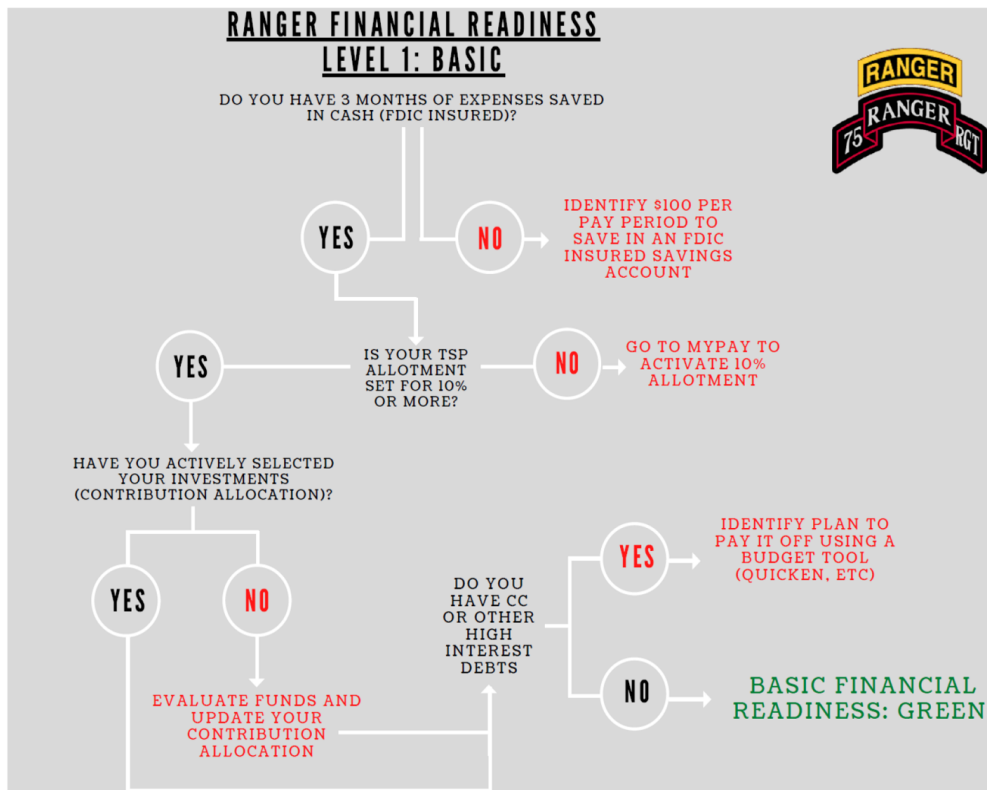 RANGER FINANCIAL READINESS
LEVEL 1: BASIC
RANGER
75 RANGER RGT
DO YOU HAVE 3 MONTHS OF EXPENSES SAVED
IN CASH (FDIC INSURED)?
YES
NO
IDENTIFY $100 PER
PAY PERIOD TO
SAVE IN AN FDIC
INSURED SAVINGS
ACCOUNT
YES
IS YOUR TSP
ALLOTMENT
SET FOR 10%
OR MORE?
NO
GO TO MYPAY TO
ACTIVATE 10%
ALLOTMENT
HAVE YOU ACTIVELY SELECTED
YOUR INVESTMENTS
(CONTRIBUTION ALLOCATION)?
YES
NO
EVALUATE FUNDS AND
UPDATE YOUR
CONTRIBUTION
ALLOCATION
DO YOU
HAVE CC
OR OTHER
HIGH
INTEREST
DEBTS
YES
IDENTIFY PLAN TO
PAY IT OFF USING A
BUDGET TOOL
(QUICKEN, ETC)
NO
BASIC FINANCIAL
READINESS: GREEN